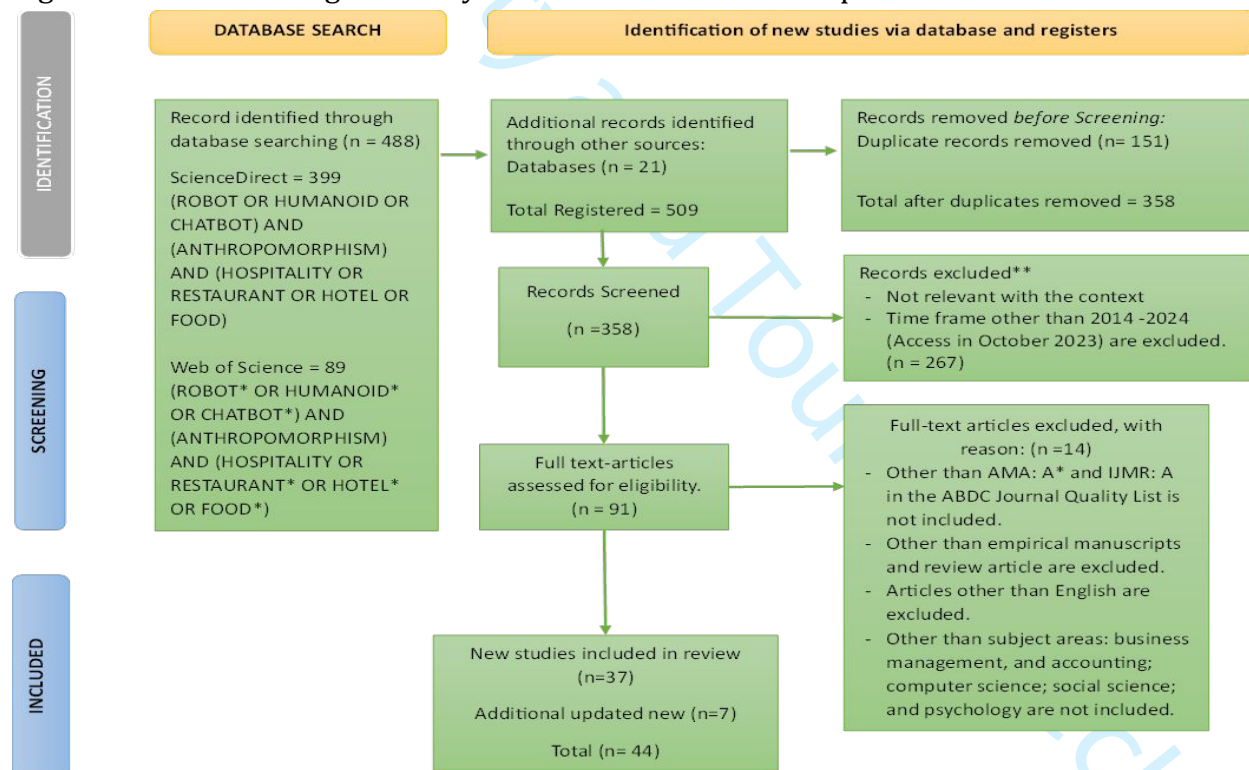 DATABASE SEARCH
Identification of new studies via database and registers
IDENTIFICATION
Record identified through
database searching (n = 488)
ScienceDirect = 399
(ROBOT OR HUMANOID OR
CHATBOT) AND
(ANTHROPOMORPHISM)
AND (HOSPITALITY OR
RESTAURANT OR HOTEL OR
FOOD)
Web of Science = 89
(ROBOT* OR HUMANOID*
OR CHATBOT*) AND
(ANTHROPOMORPHISM)
AND (HOSPITALITY OR
RESTAURANT* OR HOTEL*
OR FOOD*)
Additional records identified
through other sources:
Databases (n = 21)
Total Registered = 509
Records removed before Screening:
Duplicate records removed (n= 151)
Total after duplicates removed = 358
SCREENING
Records Screened
(n =358)
Records excluded**
- Not relevant with the context
- Time frame other than 2014 -2024
(Access in October 2023) are excluded.
(n = 267)
Full text-articles
assessed for eligibility.
(n = 91)
Full-text articles excluded, with
reason: (n =14)
- Other than AMA: A* and IJMR: A
in the ABDC Journal Quality List is
not included.
- Other than empirical manuscripts
and review article are excluded.
- Articles other than English are
excluded.
- Other than subject areas: business
management, and accounting;
computer science; social science;
and psychology are not included.
INCLUDED
New studies included in review
(n=37)
Additional updated new (n=7)
Total (n= 44)